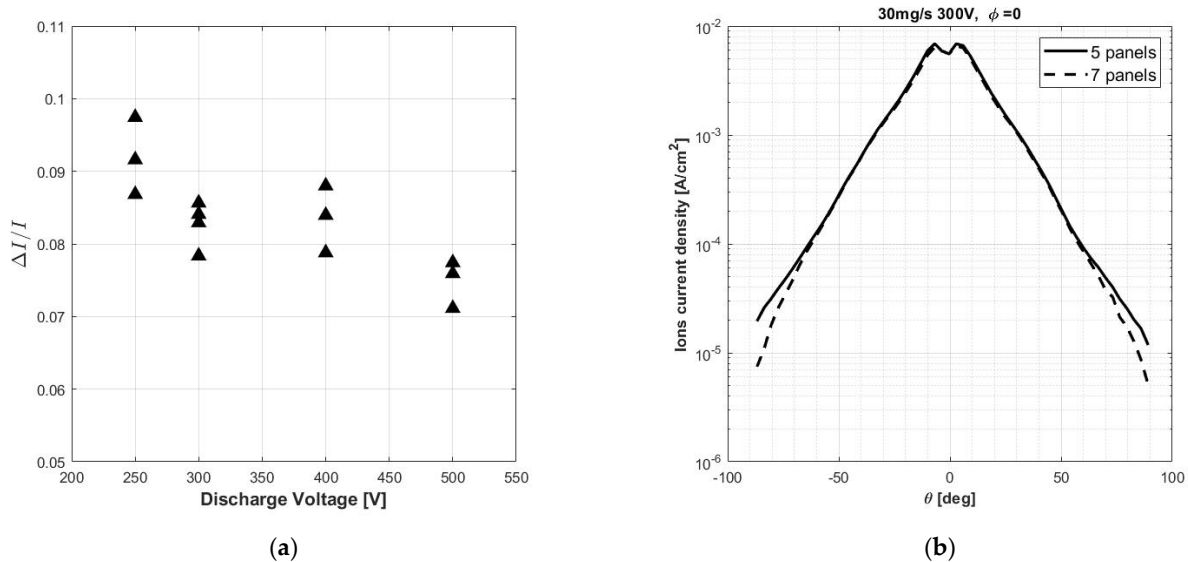 0.11
0.1
0.09
0.08
0.07
0.06
0.05
ΔI/I
200 250 300 350 400 450 500 550
Discharge Voltage [V]
(a)
30mg/s 300V, ϕ =0
5 panels
7 panels
10⁻²
10⁻³
10⁻⁴
10⁻⁵
10⁻⁶
Ions current density [A/cm²]
-100 -50 0 50 100
θ [deg]
(b)